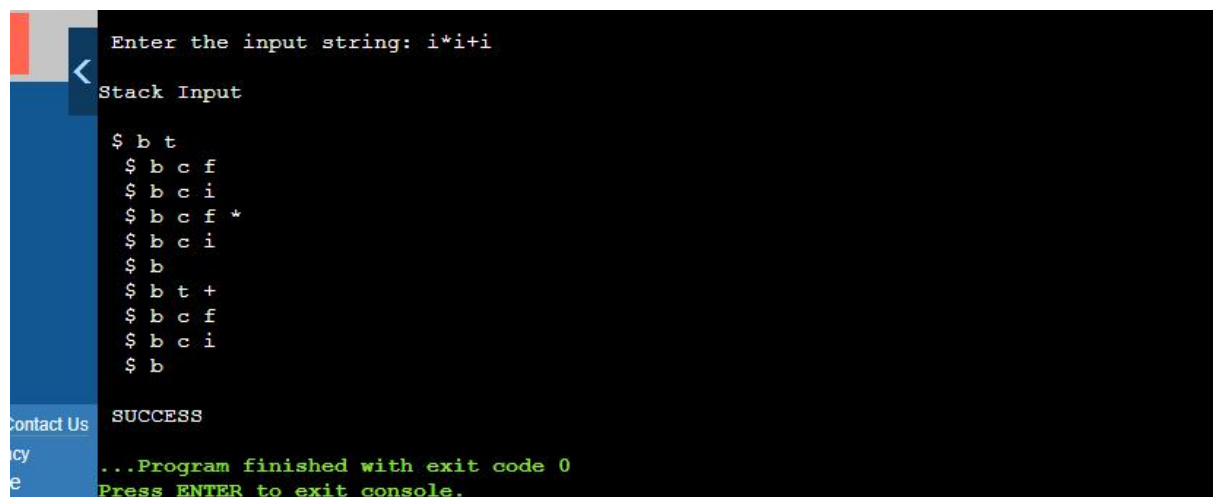 Enter the input string: i*i+i
Stack Input
$ b t
$ b c f
$ b c i
$ b c f *
$ b c i
$ b
$ b t +
$ b c f
$ b c i
$ b
SUCCESS
Contact Us
...Program finished with exit code 0
Press ENTER to exit console.